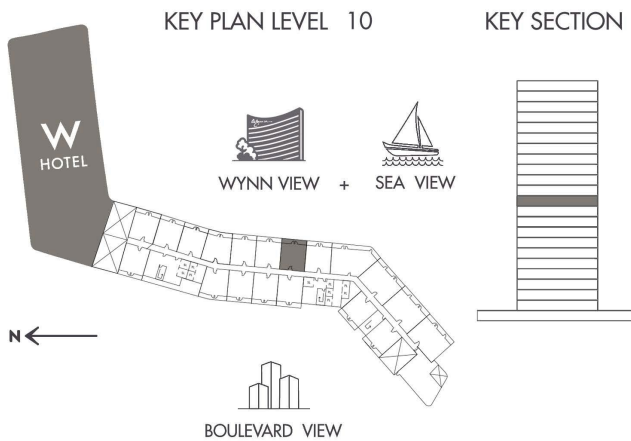 KEY PLAN LEVEL 10
KEY SECTION
W
HOTEL
WYNN VIEW + SEA VIEW
N
BOULEVARD VIEW